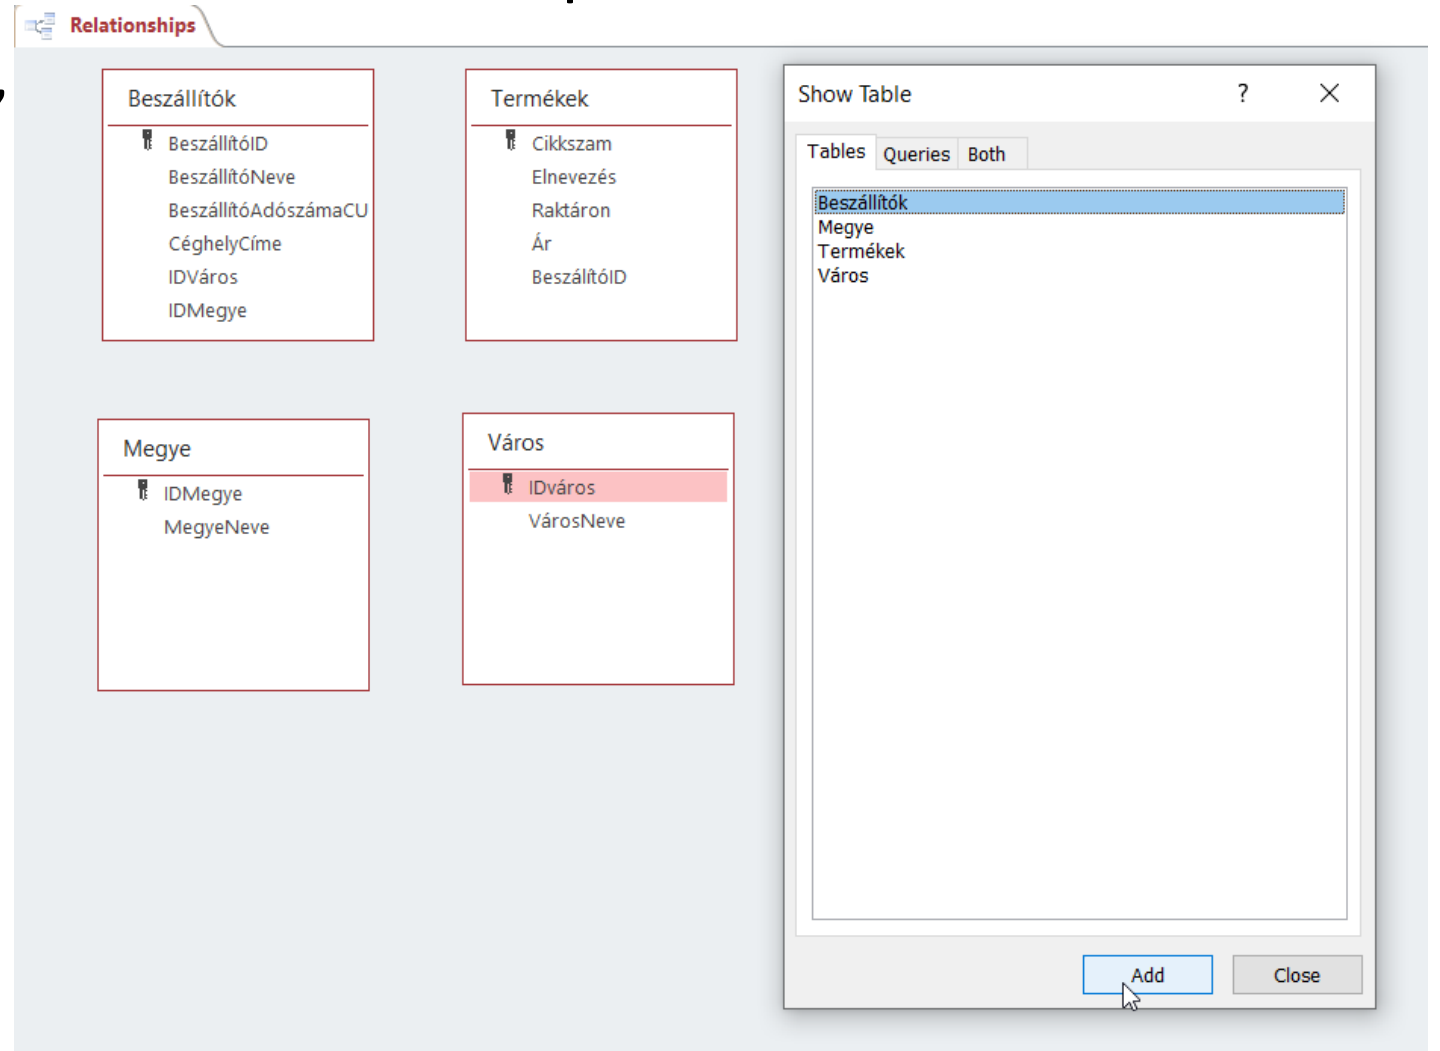 Relationships
Beszállítók
BeszállítóID
BeszállítóNeve
BeszállítóAdószámaCU
CéghelyCíme
IDVáros
IDMegye
Termékek
Cikkszam
Elnevezés
Raktáron
Ár
BeszálítóID
Megye
IDMegye
MegyeNeve
Város
IDváros
VárosNeve
Show Table ?
Tables Queries Both
Beszállítók
Megye
Termékek
Város
Add Close